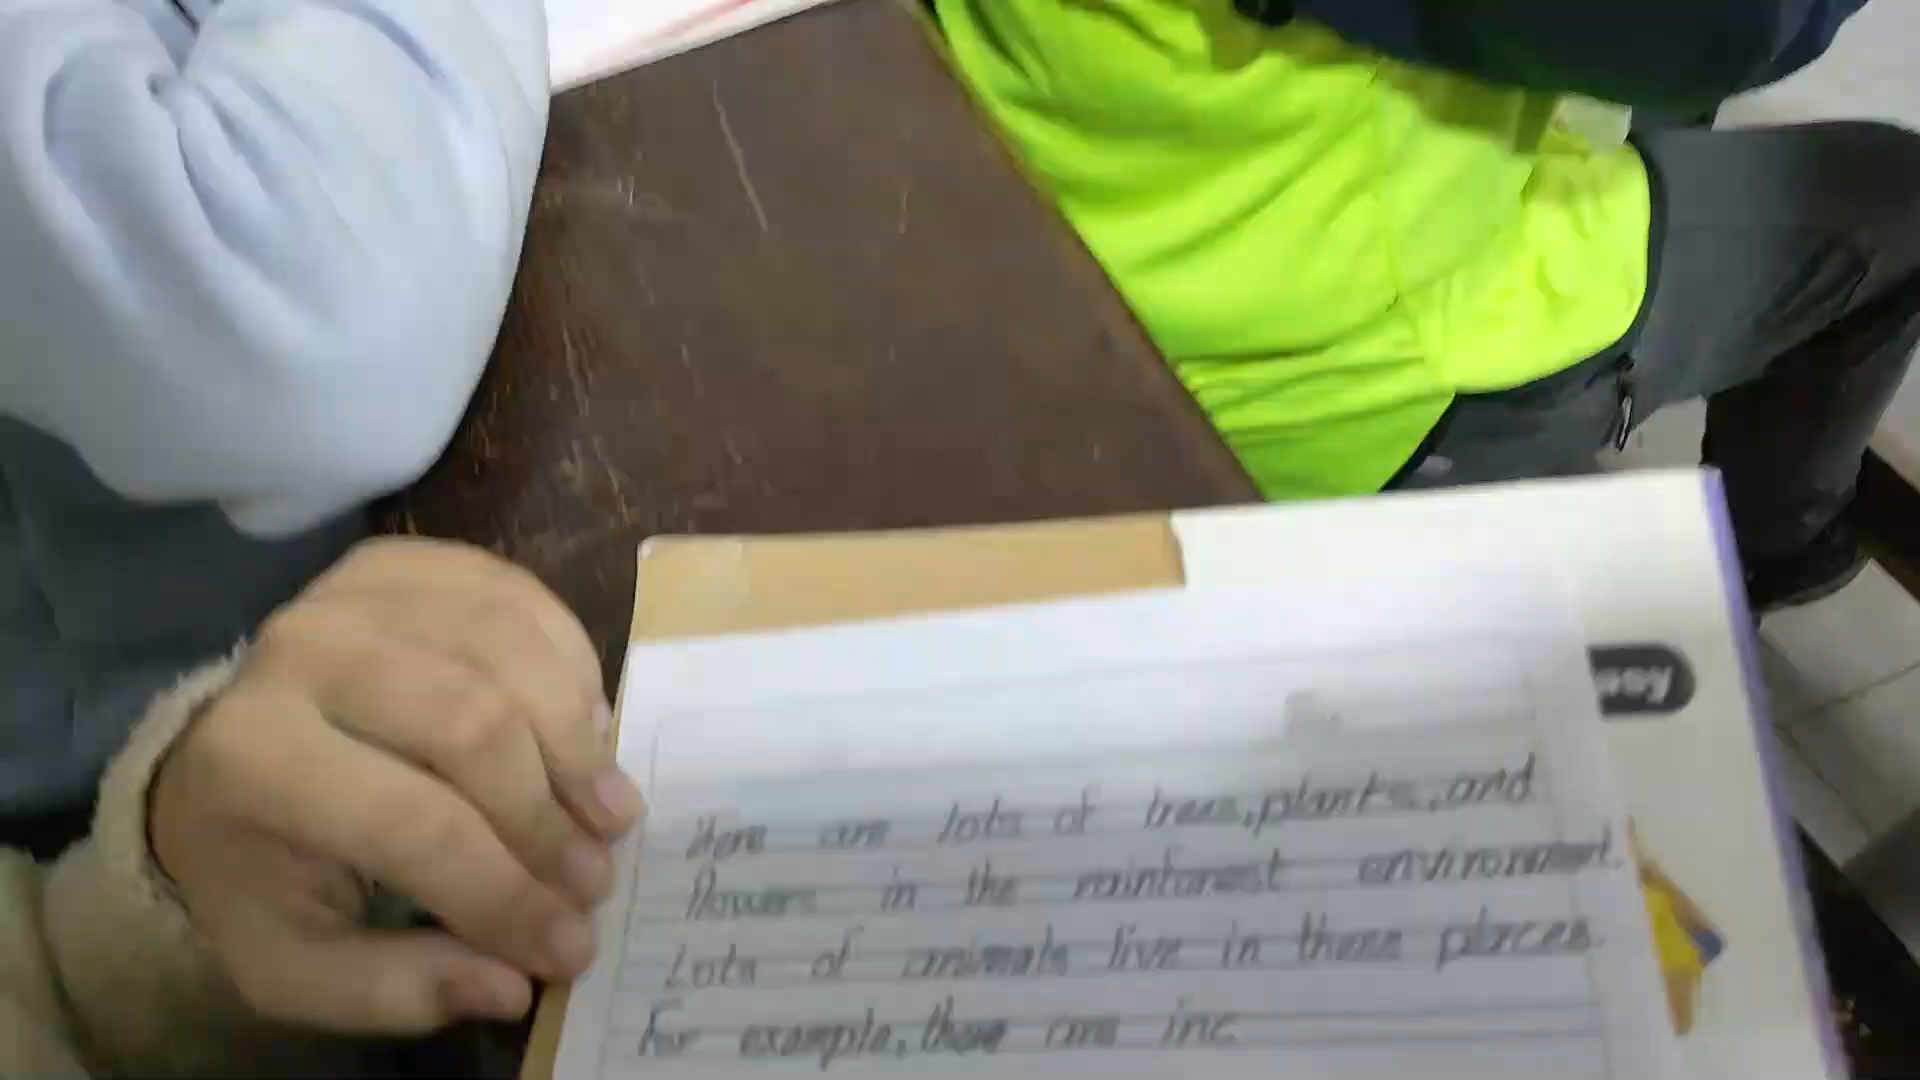 There are lots of trees, plants, and
flowers in the rainforest environment.
Lots of animals live in these places.
For example, there are inc